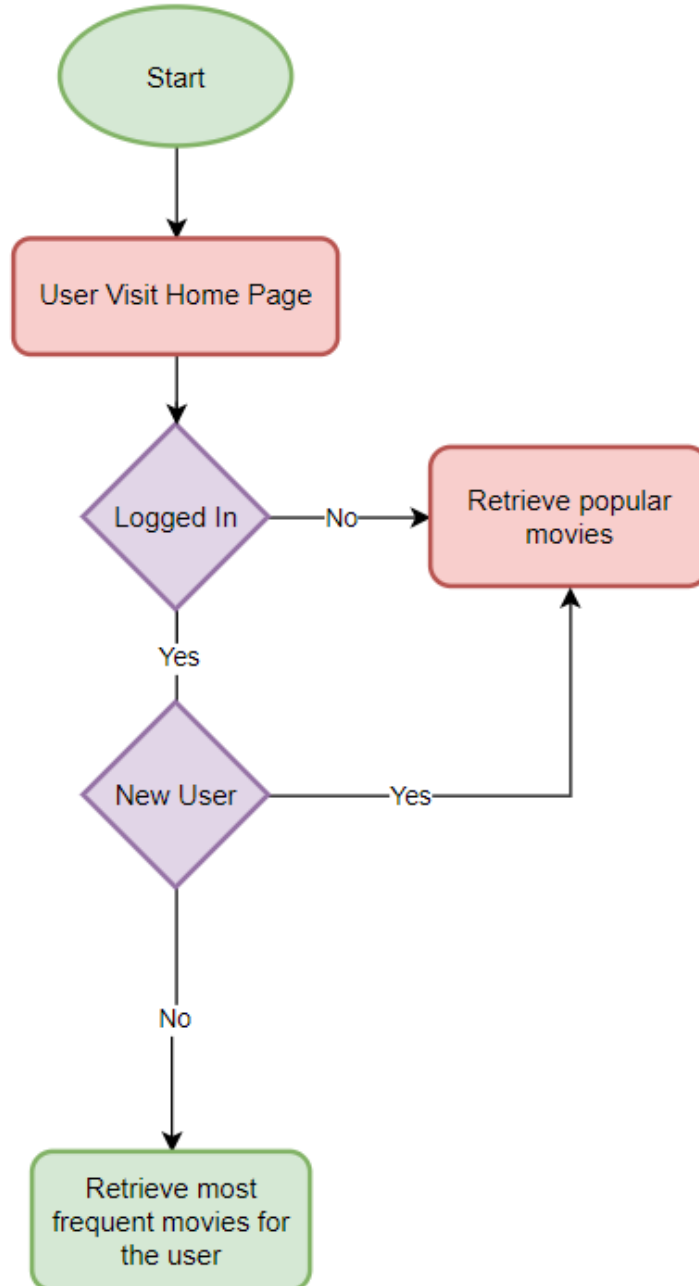 Start
User Visit Home Page
Logged In
No
Retrieve popular
movies
Yes
New User
Yes
No
Retrieve most
frequent movies for
the user